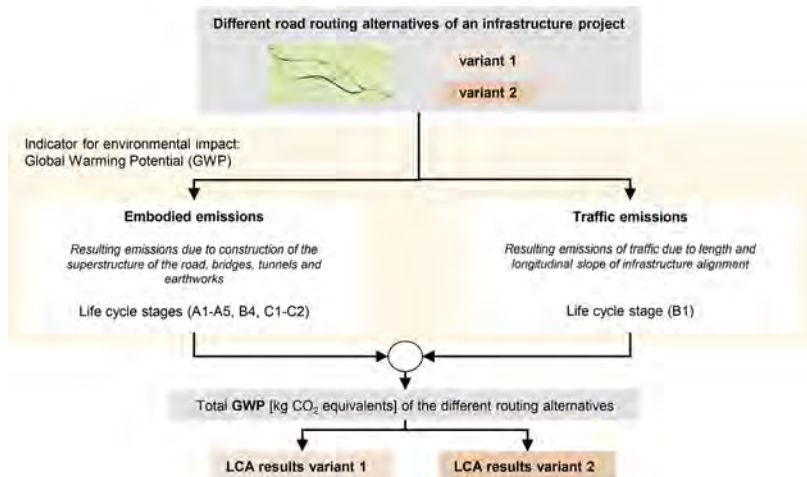 Different road routing alternatives of an infrastructure project
variant 1
variant 2
Indicator for environmental impact:
Global Warming Potential (GWP)
Embodied emissions
Resulting emissions due to construction of the
superstructure of the road, bridges, tunnels and
earthworks
Life cycle stages (A1-A5, B4, C1-C2)
Traffic emissions
Resulting emissions of traffic due to length and
longitudinal slope of infrastructure alignment
Life cycle stage (B1)
Total GWP [kg CO₂ equivalents] of the different routing alternatives
LCA results variant 1
LCA results variant 2